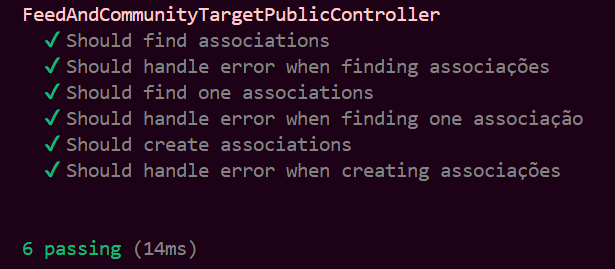 FeedAndCommunityTargetPublicController
✓ Should find associations
✓ Should handle error when finding associações
✓ Should find one associations
✓ Should handle error when finding one associação
✓ Should create associations
✓ Should handle error when creating associações
6 passing (14ms)